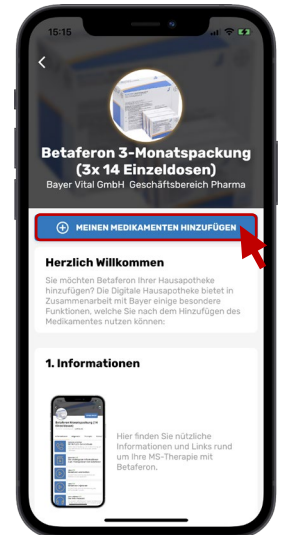 15:15
Betaferon 3-Monatspackung
(3x 14 Einzeldosen)
Bayer Vital GmbH Geschäftsbereich Pharma
MEINEN MEDIKAMENTEN HINZUFÜGEN
Herzlich Willkommen
Sie möchten Betaferon Ihrer Hausapotheke
hinzufügen? Die Digitale Hausapotheke bietet in
Zusammenarbeit mit Bayer einige besondere
Funktionen, welche Sie nach dem Hinzufügen des
Medikamentes nutzen können:
1. Informationen
Hier finden Sie nützliche
Informationen und Links rund
um Ihre MS-Therapie mit
Betaferon.